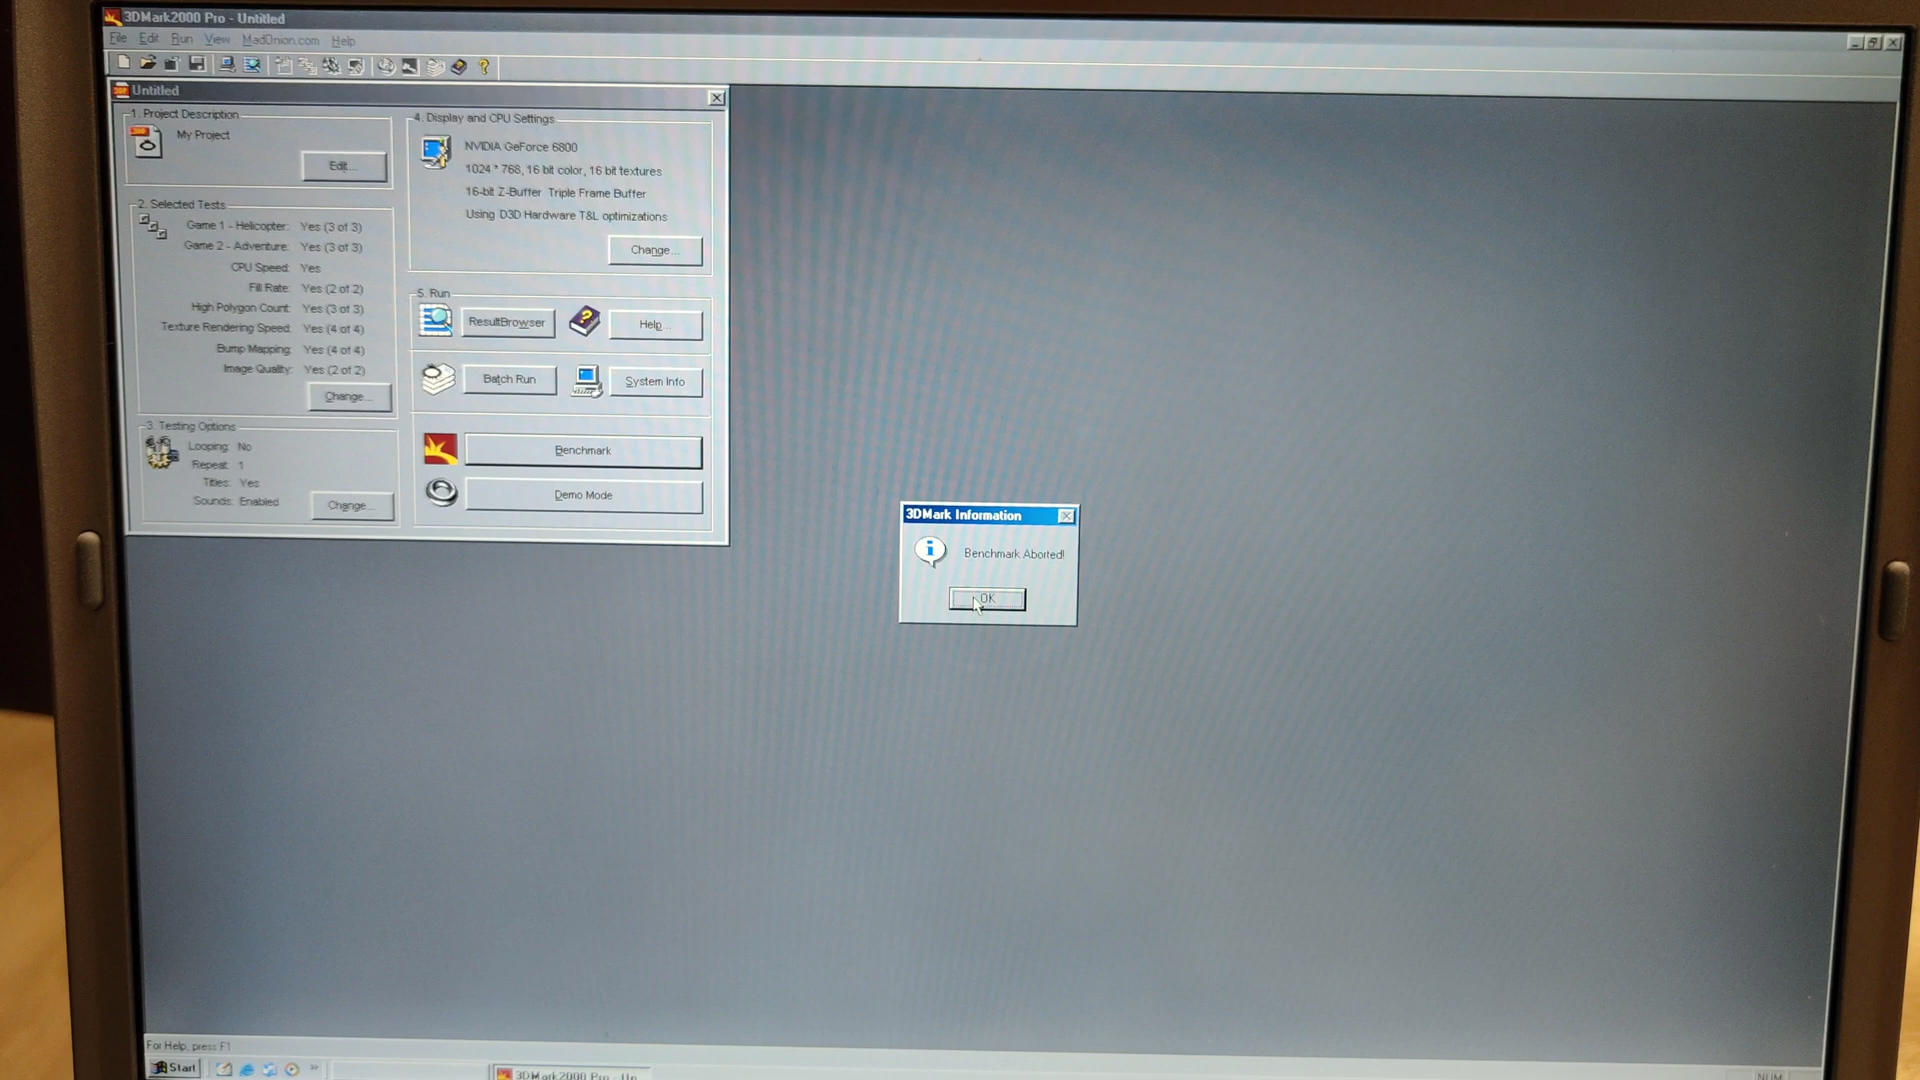 3DMark2000 Pro - Untitled
File Edit Run View MadOnion.com Help
Untitled
1. Project Description
My Project
Edit...
2. Selected Tests
Game 1 - Helicopter: Yes (3 of 3)
Game 2 - Adventure: Yes (3 of 3)
CPU Speed: Yes
Fill Rate: Yes (2 of 2)
High Polygon Count: Yes (3 of 3)
Texture Rendering Speed: Yes (4 of 4)
Bump Mapping: Yes (4 of 4)
Image Quality: Yes (2 of 2)
Change...
3. Testing Options
Looping: No
Repeat: 1
Titles: Yes
Sounds: Enabled
Change...
4. Display and CPU Settings
NVIDIA GeForce 6800
1024 * 768, 16 bit color, 16 bit textures
16-bit Z-Buffer Triple Frame Buffer
Using D3D Hardware T&L optimizations
Change...
5. Run
ResultBrowser
Help...
Batch Run
System Info
Benchmark
Demo Mode
3DMark Information
Benchmark Aborted!
OK
For Help, press F1
Start
3DMark2000 Pro - Un...
NUM